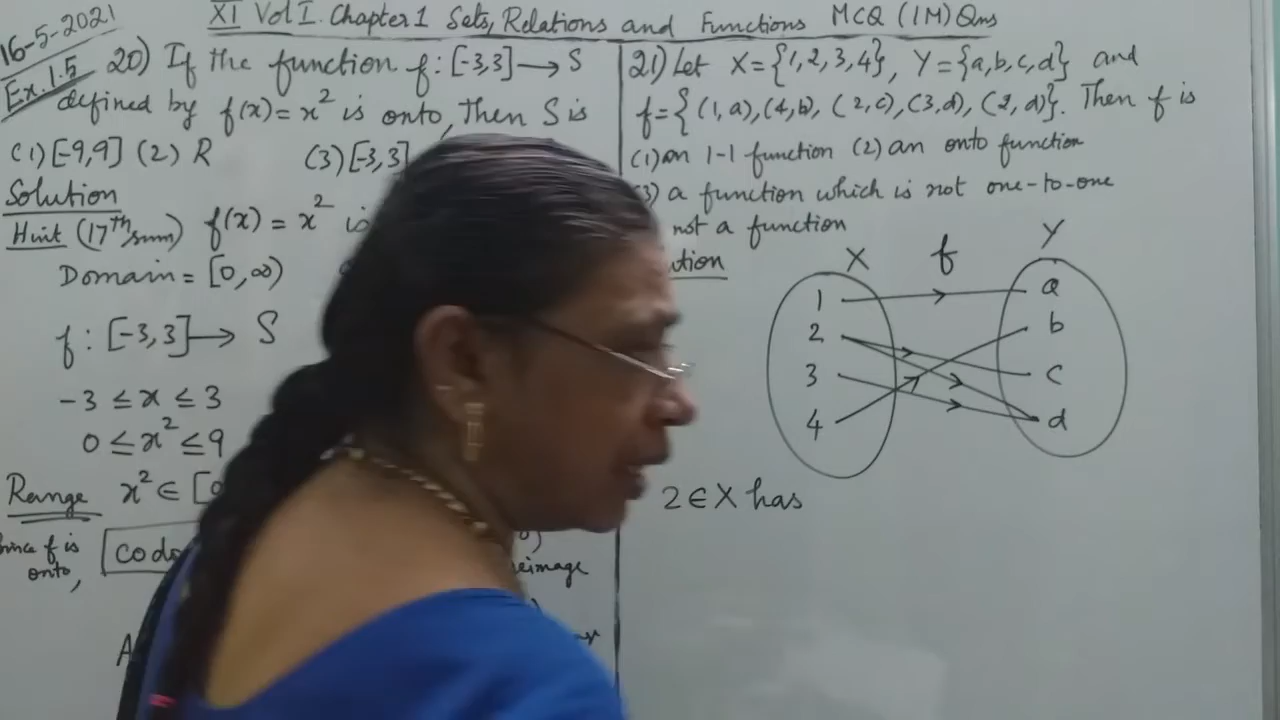 XI Vol I. Chapter 1 Sets, Relations and Functions MCQ (1M) Qns
16-5-2021
Ex.1.5
20) If the function f : [-3,3] → S
defined by f(x) = x² is onto, Then S is
(1) [-9,9] (2) R (3) [-3,3]
Solution
Hint (17th sum) f(x) = x² is
Domain = [0,∞)
f : [-3,3] → S
-3 ≤ x ≤ 3
0 ≤ x² ≤ 9
Range x² ∈ [0
f is
onto,
21) Let X = {1,2,3,4}, Y = {a,b,c,d} and
f = {(1,a),(4,b),(2,c),(3,d),(2,d)}. Then f is
(1) an 1-1 function (2) an onto function
3) a function which is not one-to-one
not a function
X f Y
1 a
2 b
3 c
4 d
2 ∈ X has